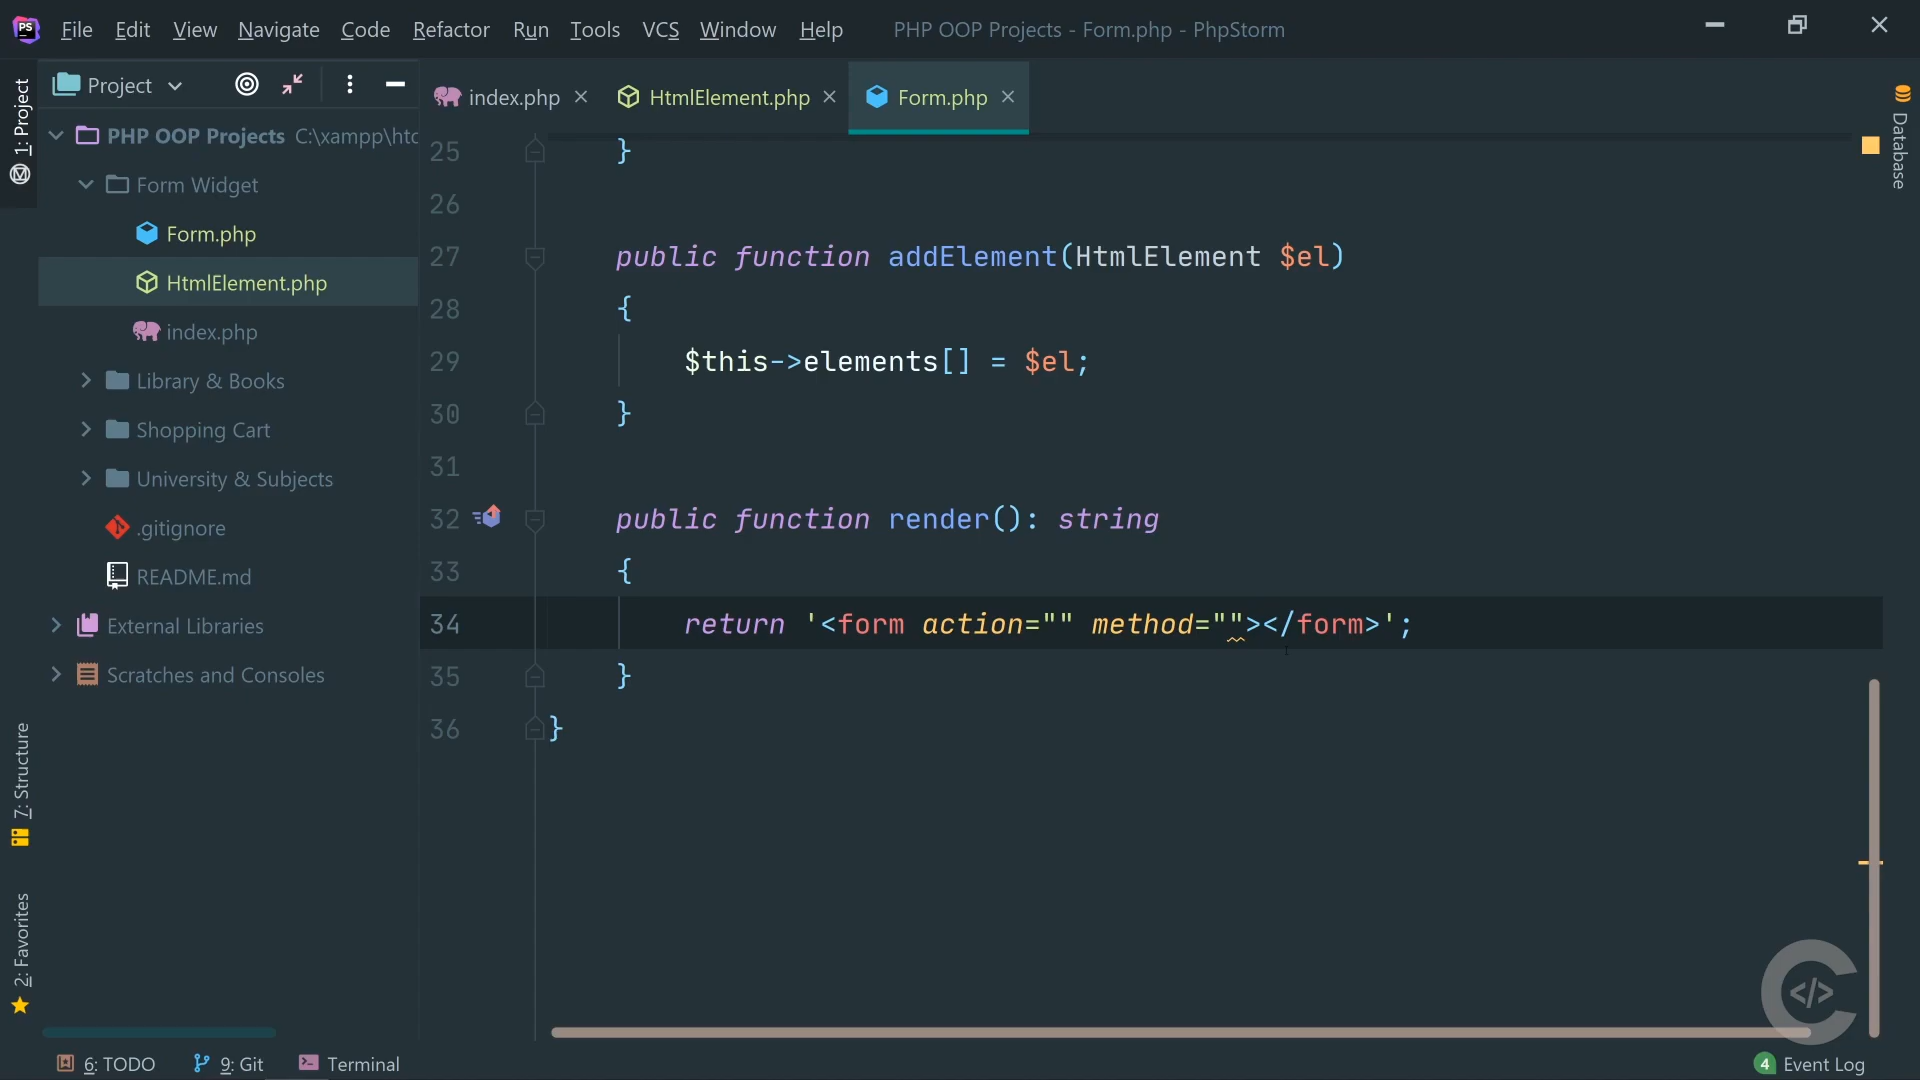 PS File Edit View Navigate Code Refactor Run Tools VCS Window Help PHP OOP Projects - Form.php - PhpStorm
1: Project
Project
PHP OOP Projects C:\xampp\htc
Form Widget
Form.php
HtmlElement.php
index.php
Library & Books
Shopping Cart
University & Subjects
.gitignore
README.md
External Libraries
Scratches and Consoles
7: Structure
2: Favorites
index.php HtmlElement.php Form.php
25 }
26
27 public function addElement(HtmlElement $el)
28 {
29 $this->elements[] = $el;
30 }
31
32 public function render(): string
33 {
34 return '<form action="" method=""></form>';
35 }
36 }
Database
</>
6: TODO 9: Git Terminal 4 Event Log